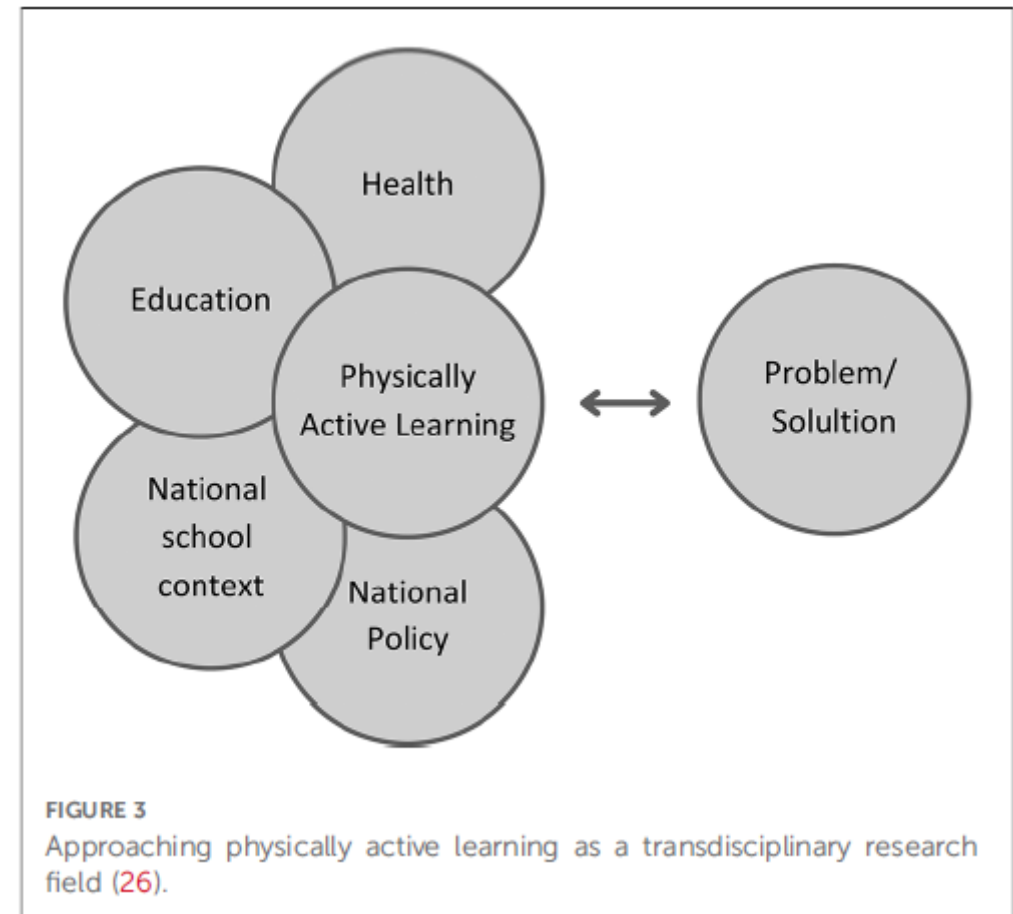 Health
Education
Physically
Active Learning
Problem/
Solultion
National
school
context
National
Policy
FIGURE 3
Approaching physically active learning as a transdisciplinary research
field (26).